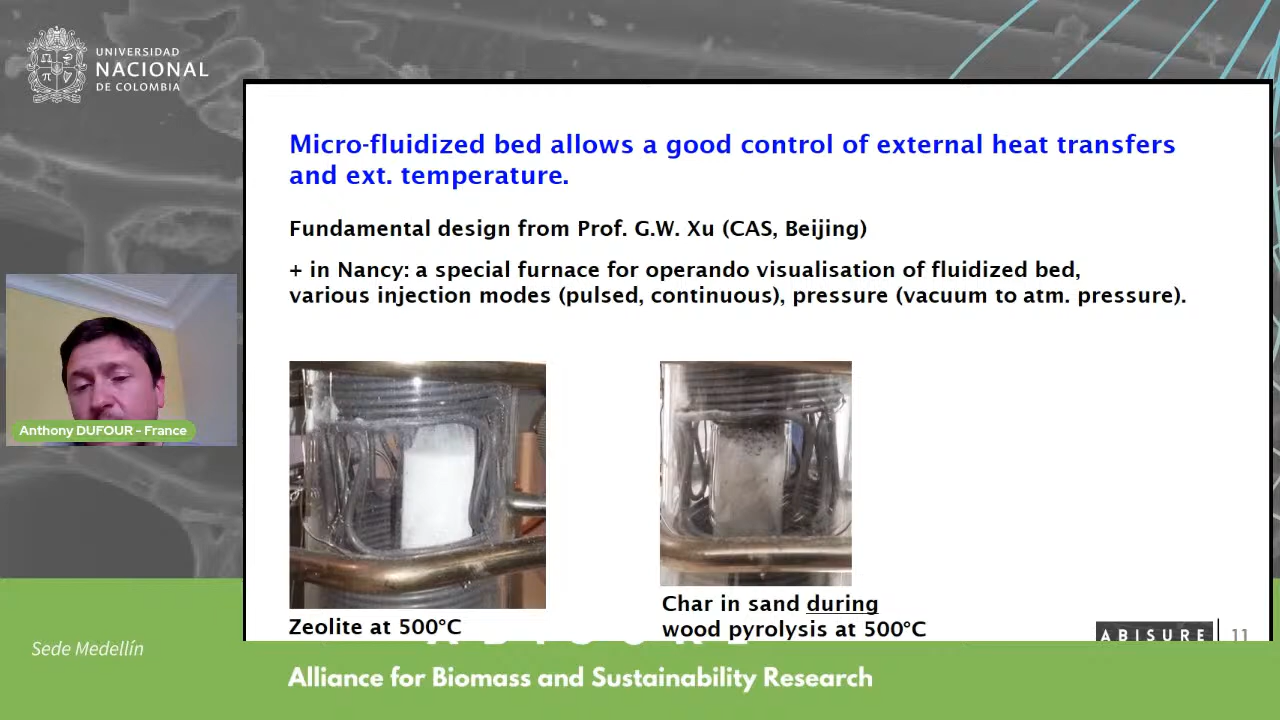 UNIVERSIDAD
NACIONAL
DE COLOMBIA
Micro-fluidized bed allows a good control of external heat transfers
and ext. temperature.
Fundamental design from Prof. G.W. Xu (CAS, Beijing)
+ in Nancy: a special furnace for operando visualisation of fluidized bed,
various injection modes (pulsed, continuous), pressure (vacuum to atm. pressure).
Anthony DUFOUR - France
Zeolite at 500°C
Char in sand during
wood pyrolysis at 500°C
ABISURE
11
Sede Medellín
Alliance for Biomass and Sustainability Research